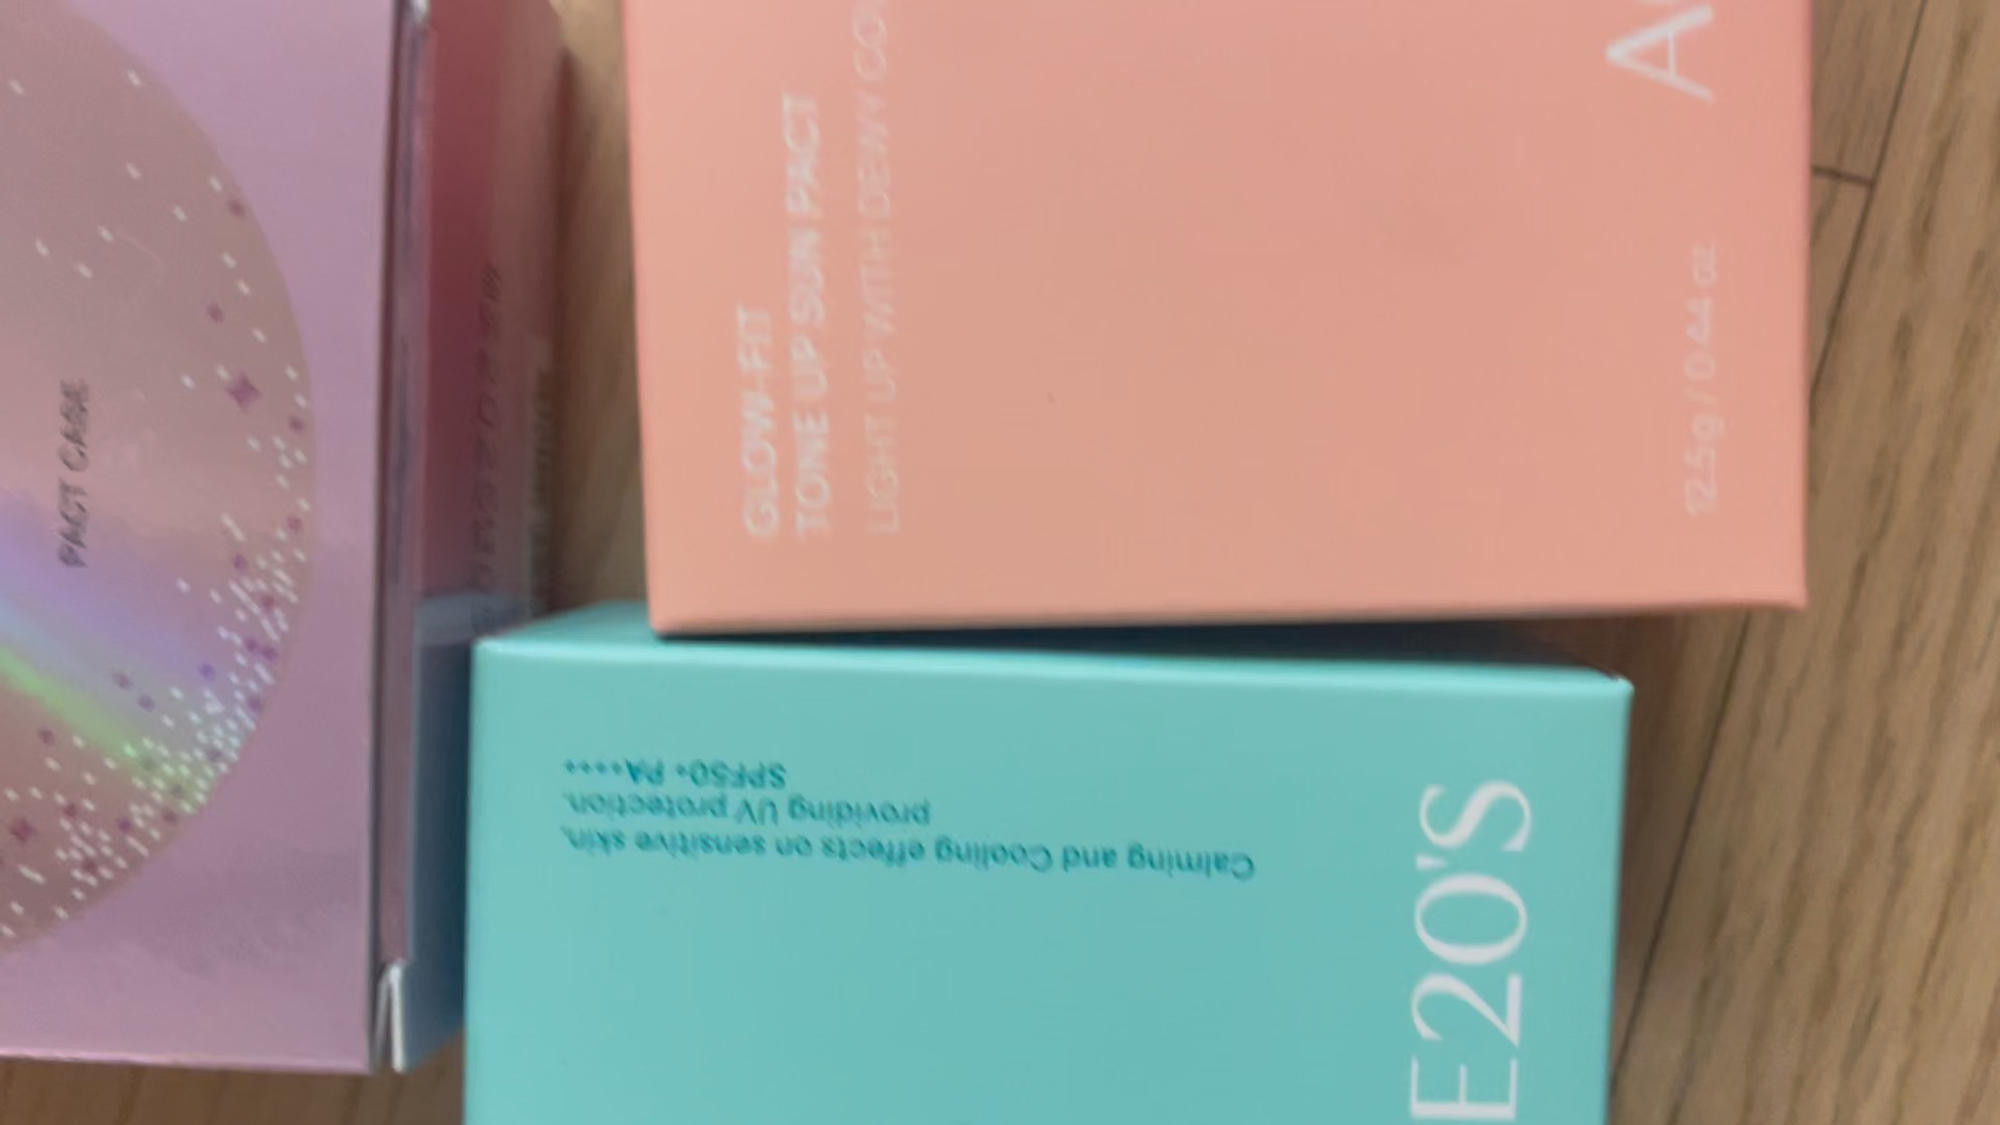 PACT CASE
GLOW-FIT
TONE UP SUN PACT
LIGHT UP WITH DEWY CO
A
12.5g / 0.44 oz
Calming and Cooling effects on sensitive skin,
providing UV protection.
SPF50+ PA++++
E20'S